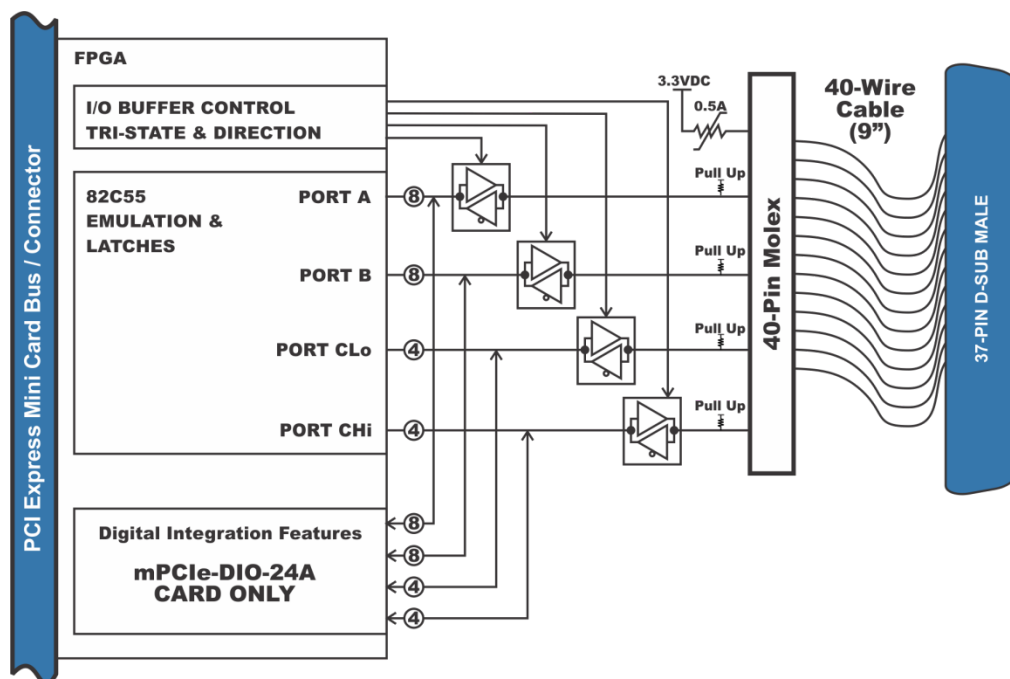 PCI Express Mini Card Bus / Connector
FPGA
I/O BUFFER CONTROL
TRI-STATE & DIRECTION
82C55
EMULATION &
LATCHES
PORT A
8
PORT B
8
PORT CLo
4
PORT CHi
4
Digital Integration Features
mPCIe-DIO-24A
CARD ONLY
8
8
4
4
3.3VDC
0.5A
Pull Up
Pull Up
Pull Up
Pull Up
40-Pin Molex
40-Wire
Cable
(9")
37-PIN D-SUB MALE